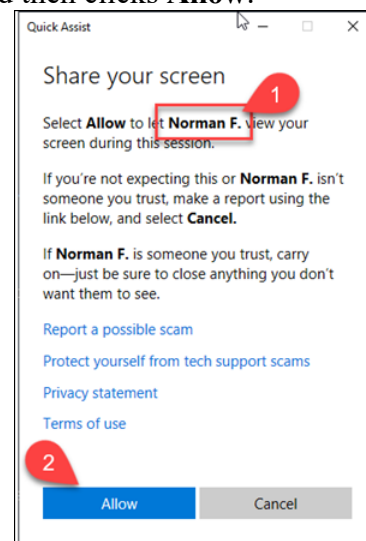 d then clicks Allow.
Quick Assist
Share your screen
1
Select Allow to let Norman F. view your
screen during this session.
If you're not expecting this or Norman F. isn't
someone you trust, make a report using the
link below, and select Cancel.
If Norman F. is someone you trust, carry
on—just be sure to close anything you don't
want them to see.
Report a possible scam
Protect yourself from tech support scams
Privacy statement
Terms of use
2
Allow
Cancel